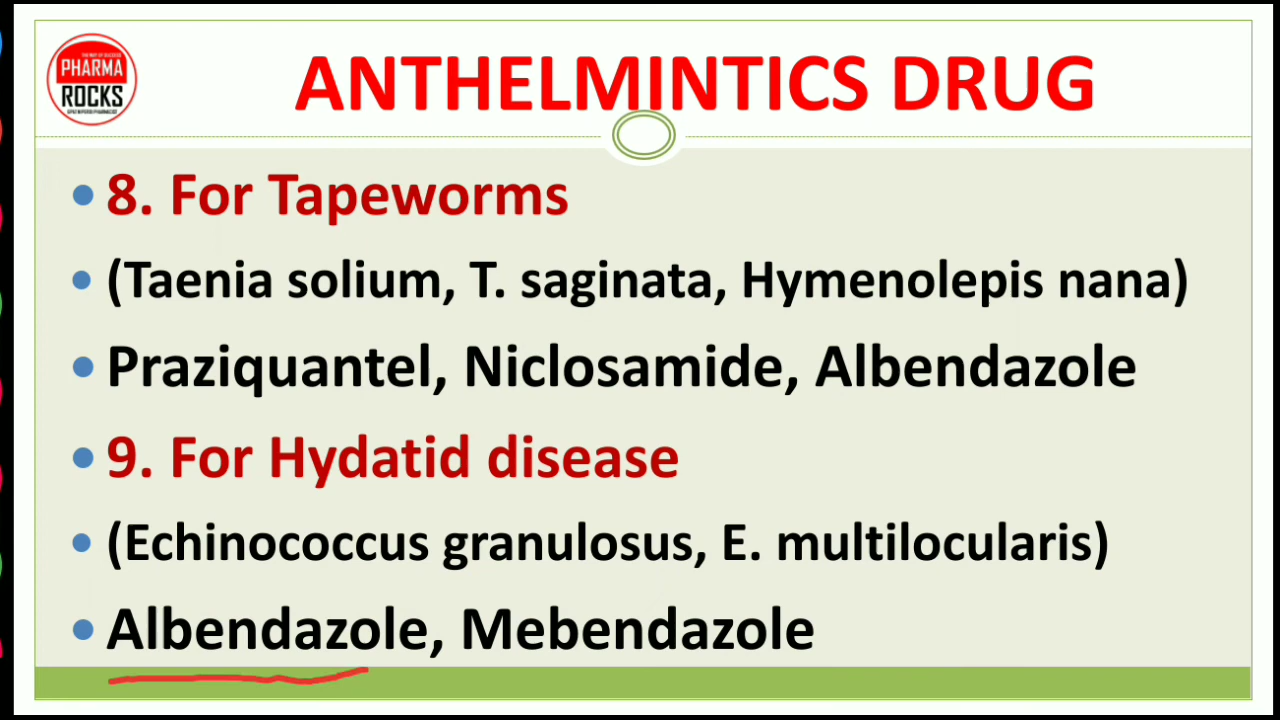 PHARMA
ROCKS
ANTHELMINTICS DRUG
• 8. For Tapeworms
• (Taenia solium, T. saginata, Hymenolepis nana)
• Praziquantel, Niclosamide, Albendazole
• 9. For Hydatid disease
• (Echinococcus granulosus, E. multilocularis)
• Albendazole, Mebendazole